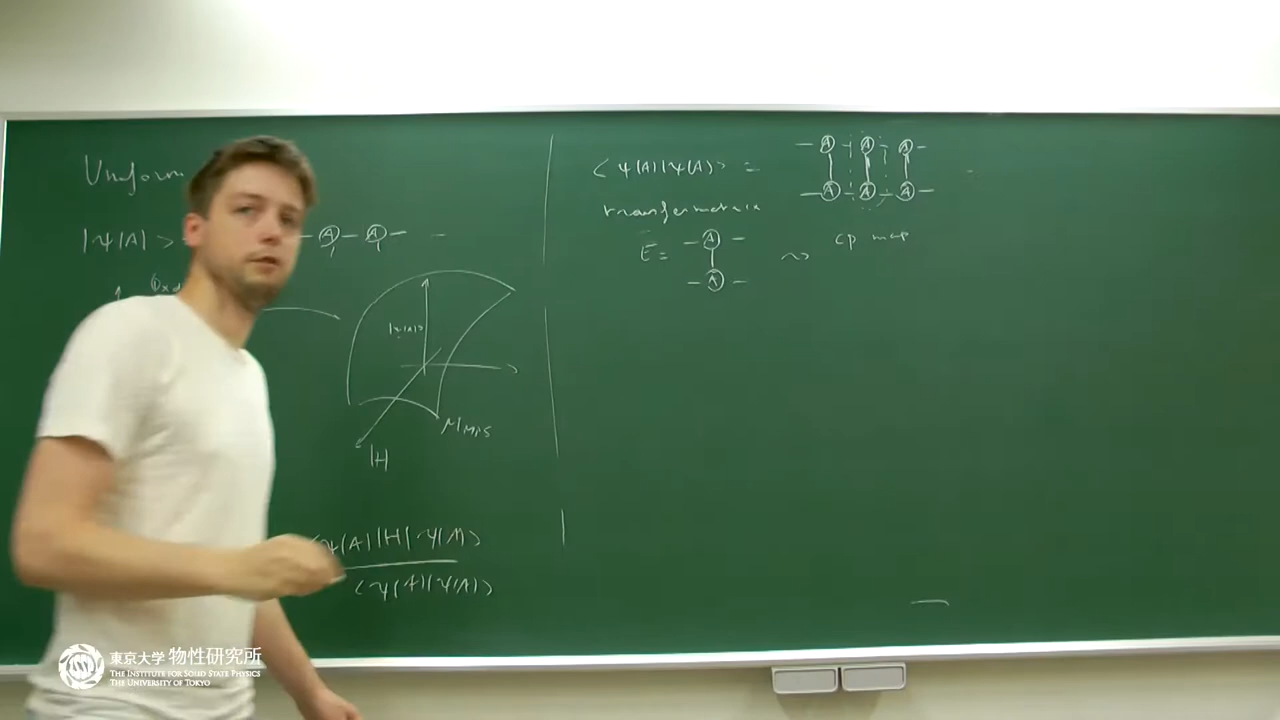 Uniform
|ψ(A)> - A - A - -
|ψ(A)>
M MPS
H
<ψ(A)|H|ψ(A)>
<ψ(A)|ψ(A)>
<ψ(A)|ψ(A)> = - A - A - A -
- A - A - A -
transfermatrix
E = - A - ~> cp map
- A -
東京大学 物性研究所
THE INSTITUTE FOR SOLID STATE PHYSICS
THE UNIVERSITY OF TOKYO